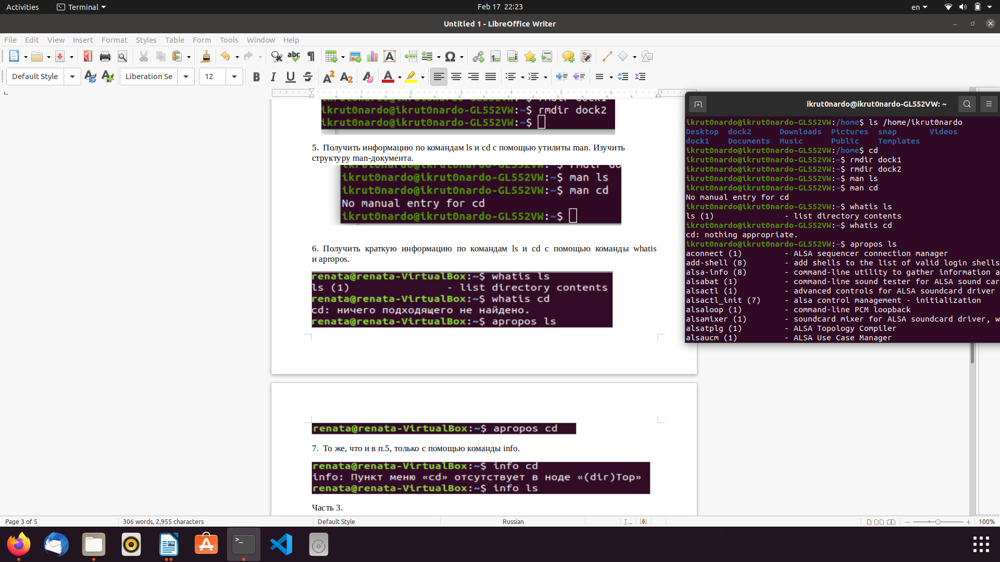 Activities
Terminal
Feb 17 22:23
en
Untitled 1 - LibreOffice Writer
File Edit View Insert Format Styles Table Form Tools Window Help
Default Style
Liberation Se
12
1 2 3 4 5 6 7
ikrut0nardo@ikrut0nardo-GL552VW:~$ rmdir dock2
ikrut0nardo@ikrut0nardo-GL552VW:~$
5. Получить информацию по командам ls и cd с помощью утилиты man. Изучить
структуру man-документа.
ikrut0nardo@ikrut0nardo-GL552VW:~$ man ls
ikrut0nardo@ikrut0nardo-GL552VW:~$ man cd
No manual entry for cd
ikrut0nardo@ikrut0nardo-GL552VW:~$
6. Получить краткую информацию по командам ls и cd с помощью команды whatis
и apropos.
renata@renata-VirtualBox:~$ whatis ls
ls (1) - list directory contents
renata@renata-VirtualBox:~$ whatis cd
cd: ничего подходящего не найдено.
renata@renata-VirtualBox:~$ apropos ls
renata@renata-VirtualBox:~$ apropos cd
7. То же, что и в п.5, только с помощью команды info.
renata@renata-VirtualBox:~$ info cd
info: Пункт меню «cd» отсутствует в ноде «(dir)Top»
renata@renata-VirtualBox:~$ info ls
Часть 3.
ikrut0nardo@ikrut0nardo-GL552VW: ~
ikrut0nardo@ikrut0nardo-GL552VW:/home$ ls /home/ikrut0nardo
Desktop dock2 Downloads Pictures snap Videos
dock1 Documents Music Public Templates
ikrut0nardo@ikrut0nardo-GL552VW:/home$ cd
ikrut0nardo@ikrut0nardo-GL552VW:~$ rmdir dock1
ikrut0nardo@ikrut0nardo-GL552VW:~$ rmdir dock2
ikrut0nardo@ikrut0nardo-GL552VW:~$ man ls
ikrut0nardo@ikrut0nardo-GL552VW:~$ man cd
No manual entry for cd
ikrut0nardo@ikrut0nardo-GL552VW:~$ whatis ls
ls (1) - list directory contents
ikrut0nardo@ikrut0nardo-GL552VW:~$ whatis cd
cd: nothing appropriate.
ikrut0nardo@ikrut0nardo-GL552VW:~$ apropos ls
aconnect (1) - ALSA sequencer connection manager
add-shell (8) - add shells to the list of valid login shells
alsa-info (8) - command-line utility to gather information a
alsabat (1) - command-line sound tester for ALSA sound car
alsactl (1) - advanced controls for ALSA soundcard driver
alsactl_init (7) - alsa control management - initialization
alsaloop (1) - command-line PCM loopback
alsamixer (1) - soundcard mixer for ALSA soundcard driver, w
alsatplg (1) - ALSA Topology Compiler
alsaucm (1) - ALSA Use Case Manager
Page 3 of 5
306 words, 2,955 characters
Default Style
Russian
100%